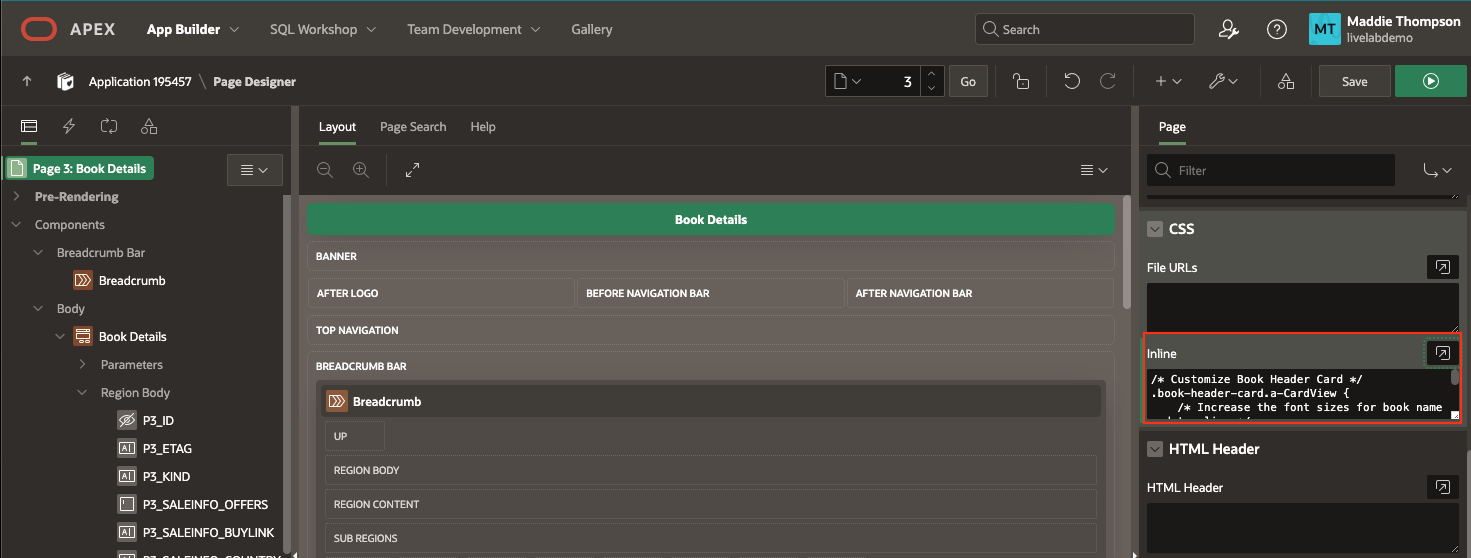 APEX App Builder SQL Workshop Team Development Gallery Search MT Maddie Thompson
livelabdemo
Application 195457 \ Page Designer 3 Go Save
Layout Page Search Help Page
Page 3: Book Details
Filter
Pre-Rendering
Components
Breadcrumb Bar
Breadcrumb
Body
Book Details
Parameters
Region Body
P3_ID
P3_ETAG
P3_KIND
P3_SALEINFO_OFFERS
P3_SALEINFO_BUYLINK
P3_SALEINFO_COUNTRY
Book Details
BANNER
AFTER LOGO BEFORE NAVIGATION BAR AFTER NAVIGATION BAR
TOP NAVIGATION
BREADCRUMB BAR
Breadcrumb
UP
REGION BODY
REGION CONTENT
SUB REGIONS
CSS
File URLs
Inline
/* Customize Book Header Card */
.book-header-card.a-CardView {
/* Increase the font sizes for book name
HTML Header
HTML Header